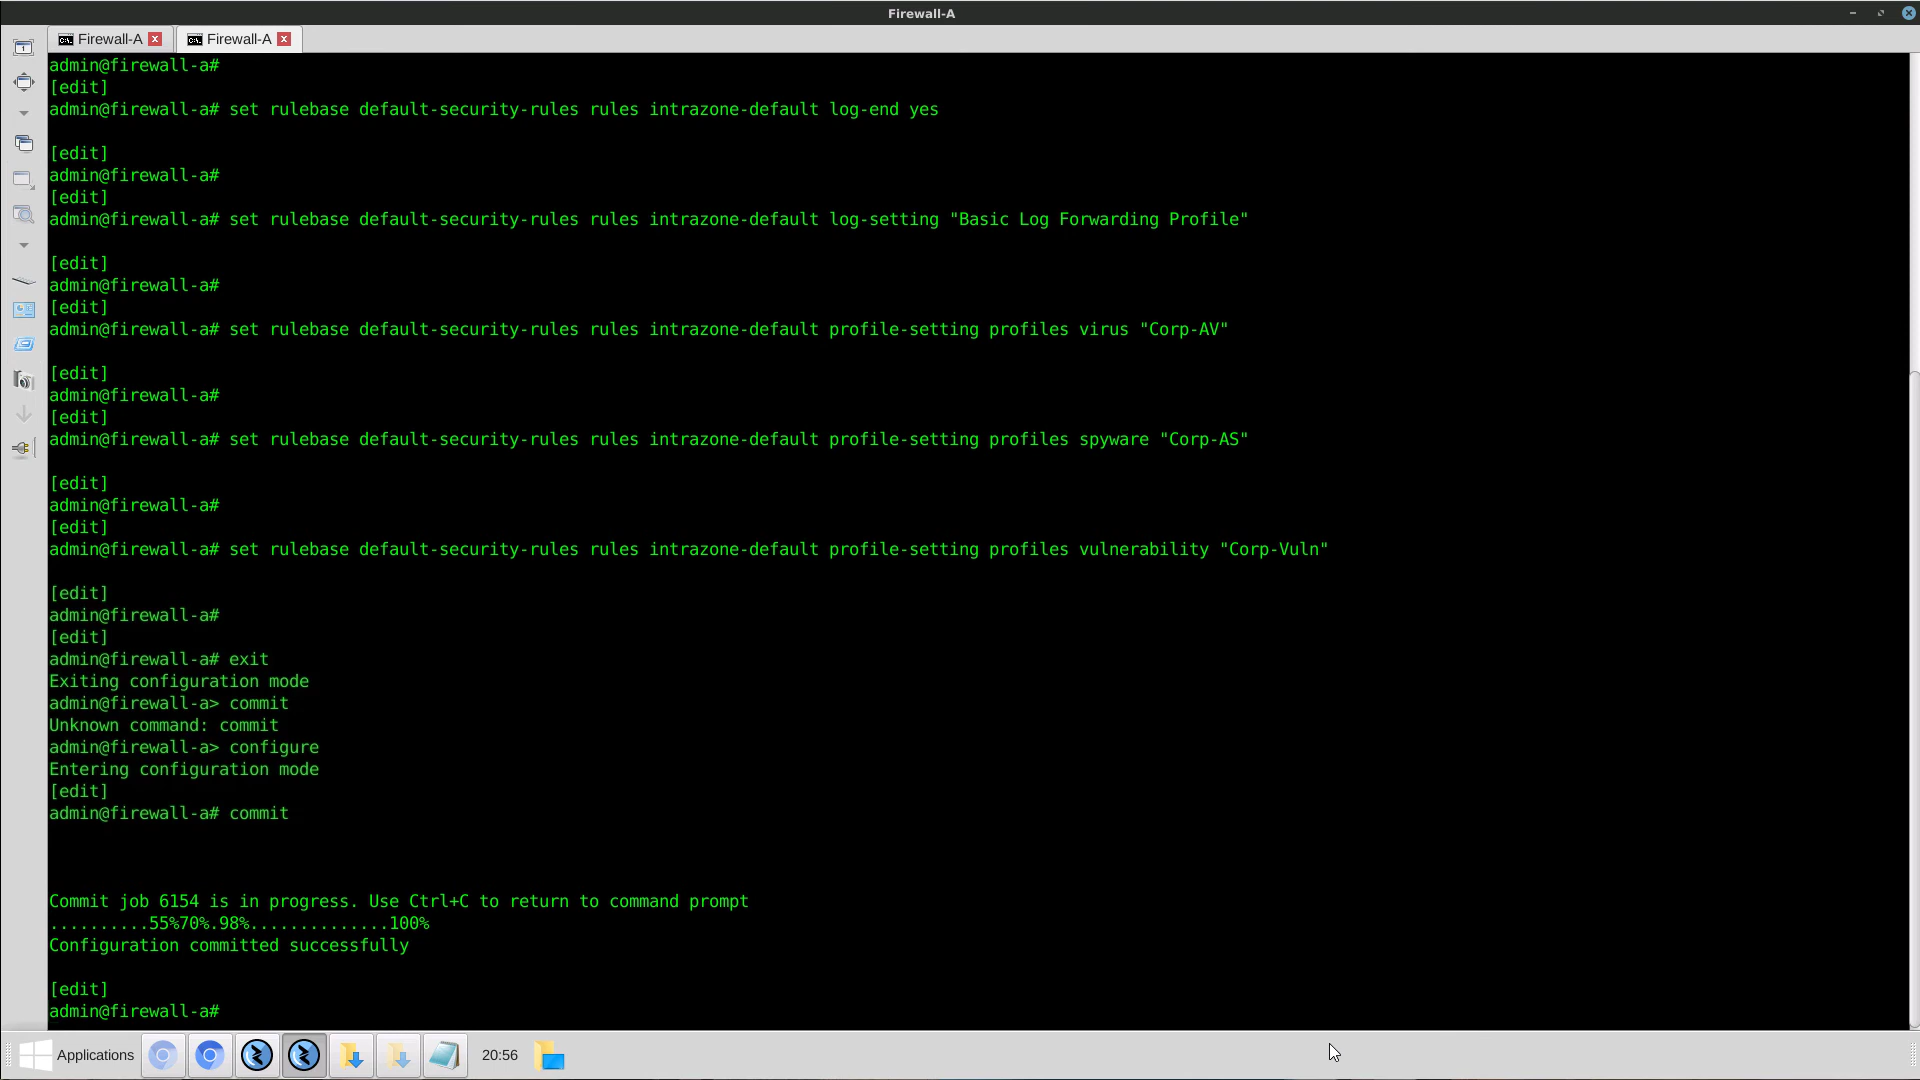 Firewall-A
Firewall-A
Firewall-A
admin@firewall-a#
[edit]
admin@firewall-a# set rulebase default-security-rules rules intrazone-default log-end yes
[edit]
admin@firewall-a#
[edit]
admin@firewall-a# set rulebase default-security-rules rules intrazone-default log-setting "Basic Log Forwarding Profile"
[edit]
admin@firewall-a#
[edit]
admin@firewall-a# set rulebase default-security-rules rules intrazone-default profile-setting profiles virus "Corp-AV"
[edit]
admin@firewall-a#
[edit]
admin@firewall-a# set rulebase default-security-rules rules intrazone-default profile-setting profiles spyware "Corp-AS"
[edit]
admin@firewall-a#
[edit]
admin@firewall-a# set rulebase default-security-rules rules intrazone-default profile-setting profiles vulnerability "Corp-Vuln"
[edit]
admin@firewall-a#
[edit]
admin@firewall-a# exit
Exiting configuration mode
admin@firewall-a> commit
Unknown command: commit
admin@firewall-a> configure
Entering configuration mode
[edit]
admin@firewall-a# commit
Commit job 6154 is in progress. Use Ctrl+C to return to command prompt
..........55%70%.98%..............100%
Configuration committed successfully
[edit]
admin@firewall-a#
Applications
20:56